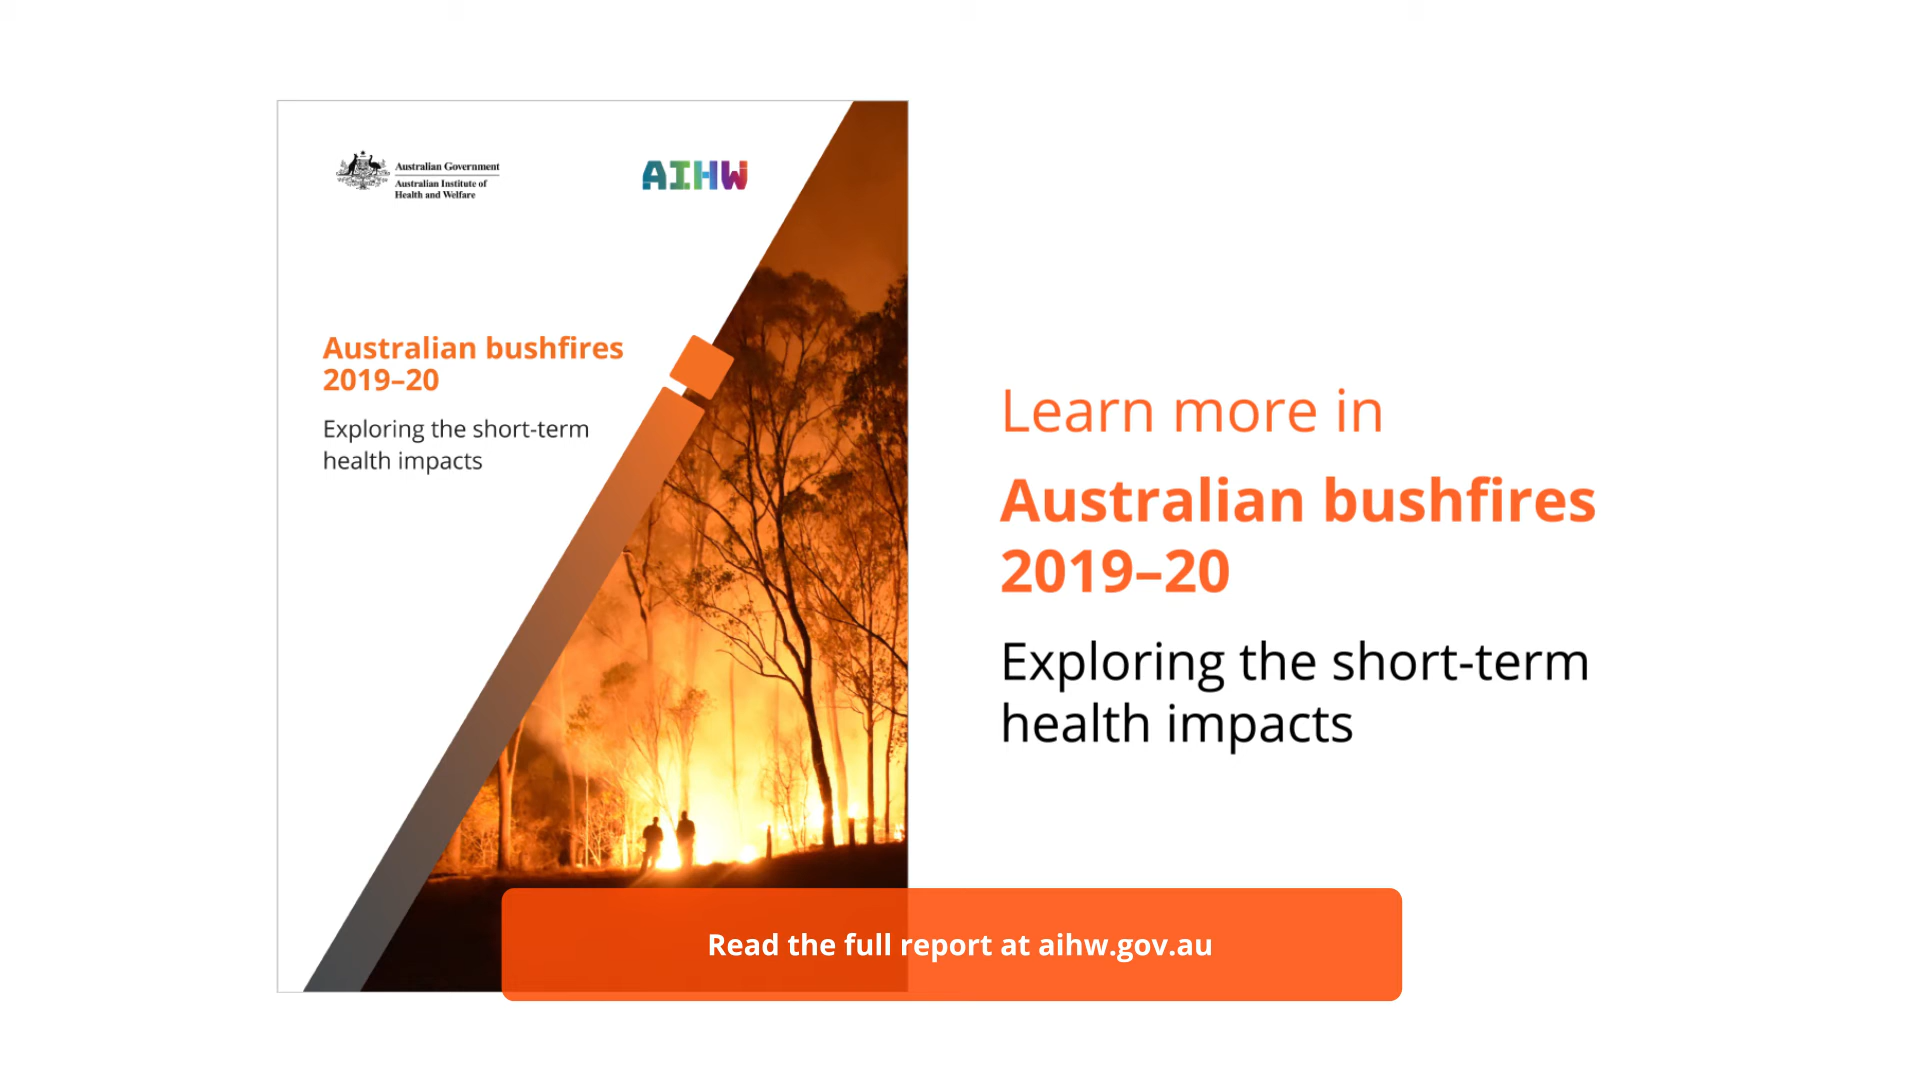 Australian Government
Australian Institute of
Health and Welfare
AIHW
Australian bushfires
2019–20
Exploring the short-term
health impacts
Learn more in
Australian bushfires
2019–20
Exploring the short-term
health impacts
Read the full report at aihw.gov.au